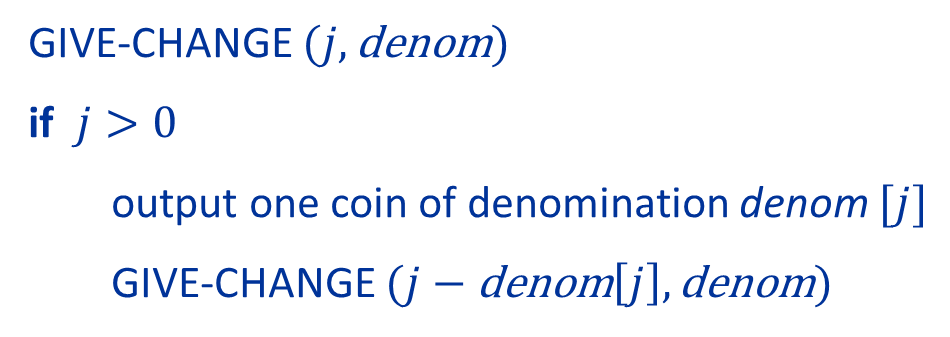 GIVE-CHANGE (j, denom)
if j > 0
output one coin of denomination denom [j]
GIVE-CHANGE (j − denom[j], denom)